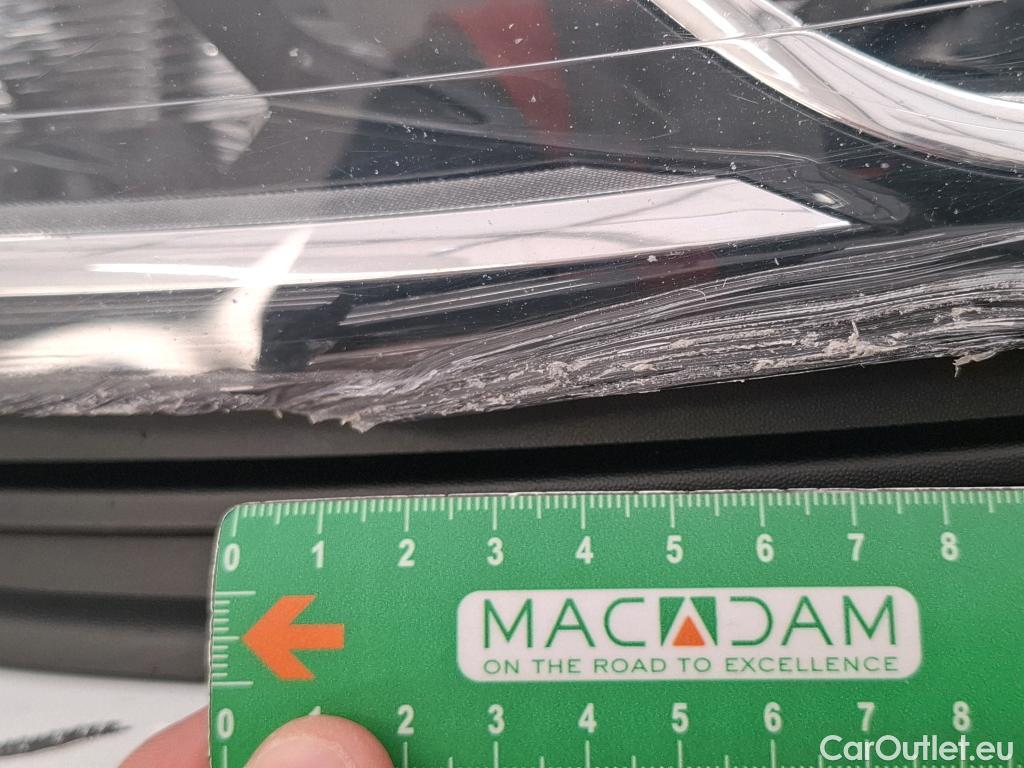 0 1 2 3 4 5 6 7 8
MACADAM
ON THE ROAD TO EXCELLENCE
0 1 2 3 4 5 6 7 8
CarOutlet.eu